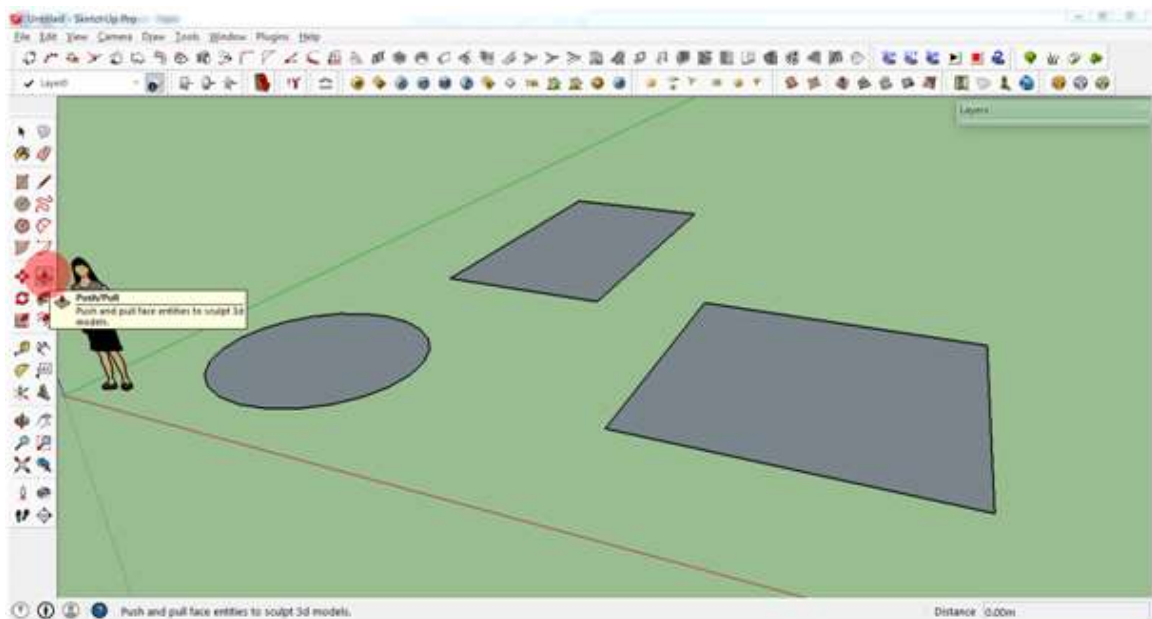 Untitled - SketchUp Pro
File Edit View Camera Draw Tools Window Plugins Help
Layer0
Layers
Push/Pull
Push and pull face entities to sculpt 3d
models.
Push and pull face entities to sculpt 3d models.
Distance 0.00m